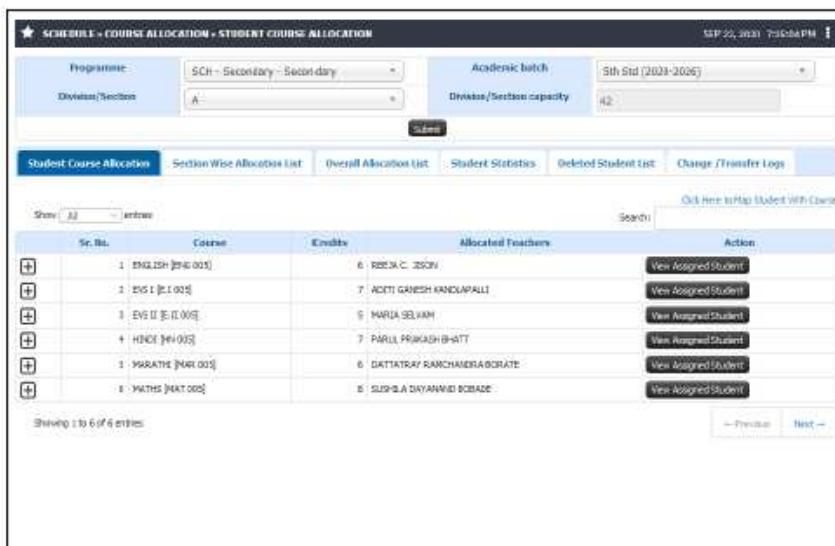 SCHEDULE » COURSE ALLOCATION » STUDENT COURSE ALLOCATION
Programme SCH - Secondary - Secondary Academic batch 5th Std (2023-2026)
Division/Section A Division/Section capacity 42
Submit
Student Course Allocation Section Wise Allocation List Overall Allocation List Student Statistics Deleted Student List Change /Transfer Logs
Click Here to Map Student With Course
Show All entries Search:
Sr. No. Course Credits Allocated Teachers Action
1 ENGLISH [ENG 005] 6 REEJA C. JISON View Assigned Student
2 EVS I [E.I 005] 7 ADITI GANESH KANDLAPALLI View Assigned Student
3 EVS II [E.II 005] 5 MARIA SELVAM View Assigned Student
4 HINDI [HN 005] 7 PARUL PRAKASH BHATT View Assigned Student
5 MARATHI [MAR 005] 6 DATTATRAY RAMCHANDRA BORATE View Assigned Student
6 MATHS [MAT 005] 8 SUSHILA DAYANAND BOBADE View Assigned Student
Showing 1 to 6 of 6 entries ← Previous Next →